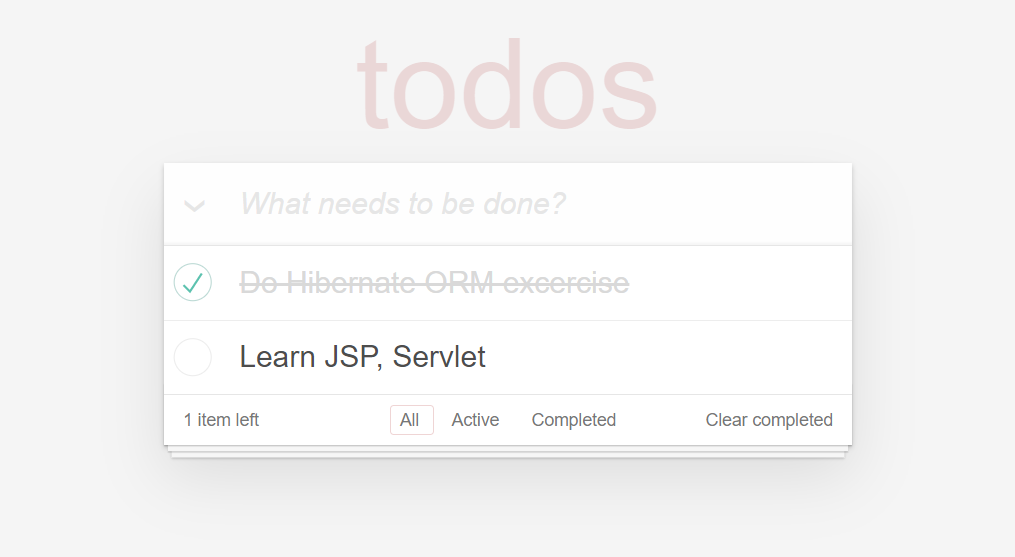 todos
What needs to be done?
Do Hibernate ORM excercise
Learn JSP, Servlet
1 item left All Active Completed Clear completed